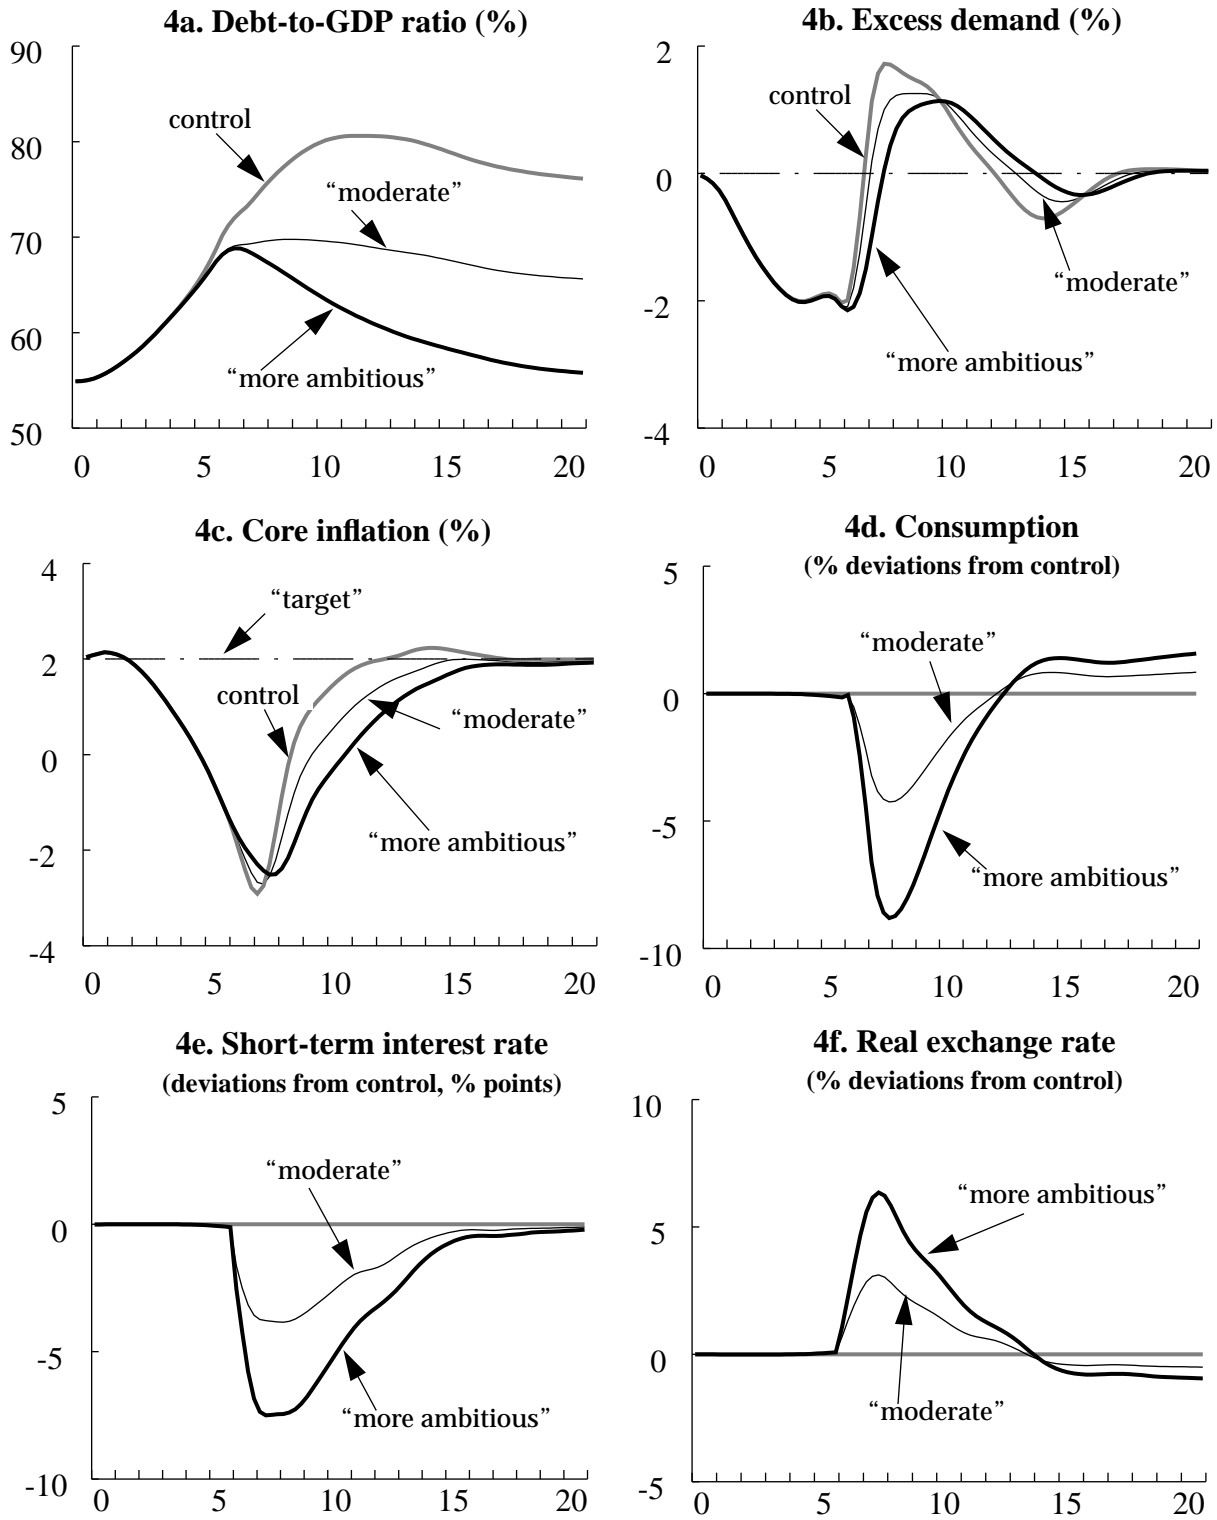 4a. Debt-to-GDP ratio (%)
90
80
70
60
50
control
“moderate”
“more ambitious”
0 5 10 15 20
4b. Excess demand (%)
2
0
-2
-4
control
“moderate”
“more ambitious”
0 5 10 15 20
4c. Core inflation (%)
4
2
0
-2
-4
“target”
control
“moderate”
“more ambitious”
0 5 10 15 20
4d. Consumption
(% deviations from control)
5
0
-5
-10
“moderate”
“more ambitious”
0 5 10 15 20
4e. Short-term interest rate
(deviations from control, % points)
5
0
-5
-10
“moderate”
“more ambitious”
0 5 10 15 20
4f. Real exchange rate
(% deviations from control)
10
5
0
-5
“more ambitious”
“moderate”
0 5 10 15 20